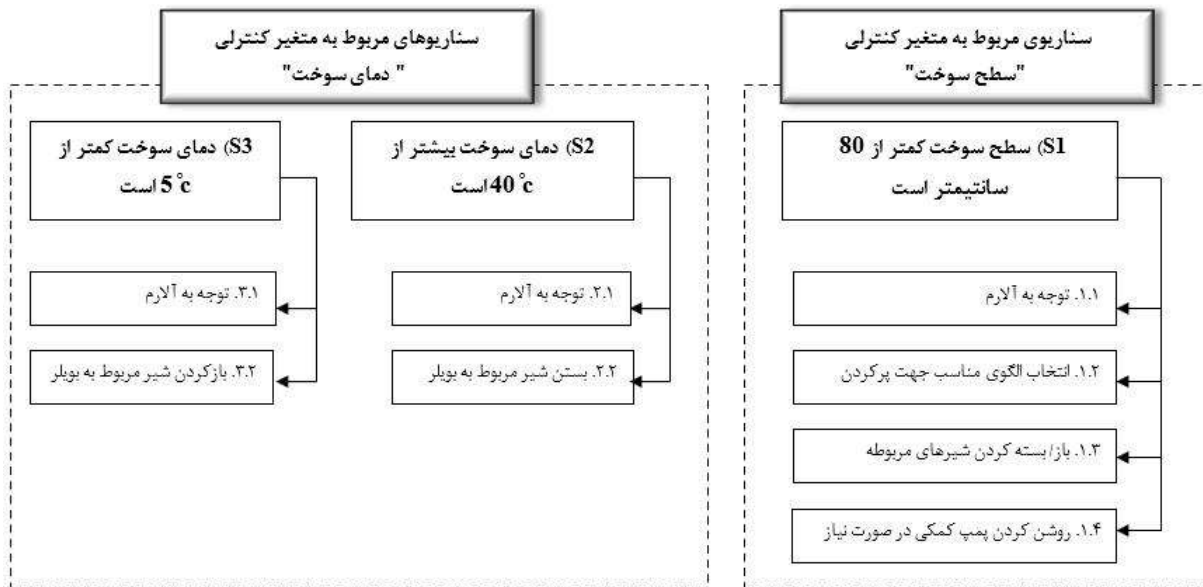 سناریوی مربوط به متغیر کنترلی
"سطح سوخت"
S1) سطح سوخت کمتر از 80
سانتیمتر است
۱.۱. توجه به آلارم
۱.۲. انتخاب الگوی مناسب جهت پرکردن
۱.۳. باز/بسته کردن شیرهای مربوطه
۱.۴. روشن کردن پمپ کمکی در صورت نیاز
سناریوهای مربوط به متغیر کنترلی
" دمای سوخت"
S2) دمای سوخت بیشتر از
40 °c است
۲.۱. توجه به آلارم
۲.۲. بستن شیر مربوط به بویلر
S3) دمای سوخت کمتر از
5 °c است
۳.۱. توجه به آلارم
۳.۲. بازکردن شیر مربوط به بویلر